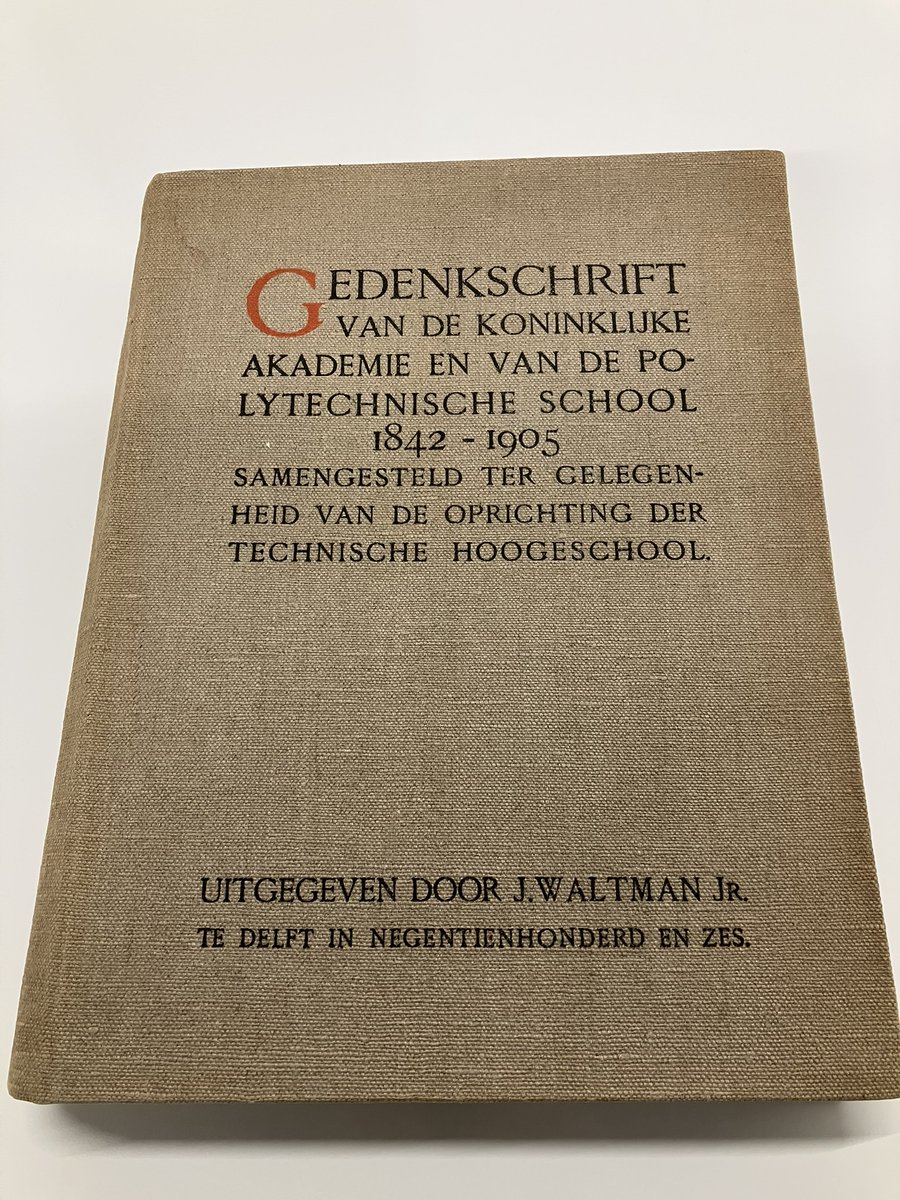 GEDENKSCHRIFT
VAN DE KONINKLIJKE
AKADEMIE EN VAN DE PO-
LYTECHNISCHE SCHOOL
1842 - 1905
SAMENGESTELD TER GELEGEN-
HEID VAN DE OPRICHTING DER
TECHNISCHE HOOGESCHOOL.
UITGEGEVEN DOOR J. WALTMAN JR.
TE DELFT IN NEGENTIENHONDERD EN ZES.